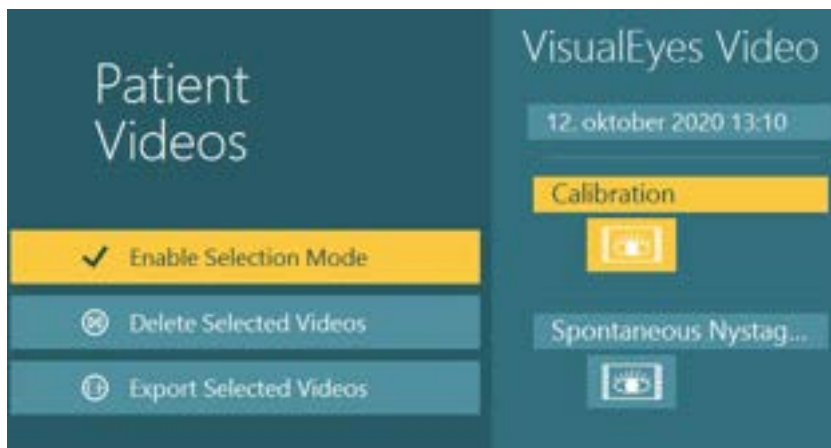 Patient
Videos
Enable Selection Mode
Delete Selected Videos
Export Selected Videos
VisualEyes Video
12. oktober 2020 13:10
Calibration
Spontaneous Nystag...